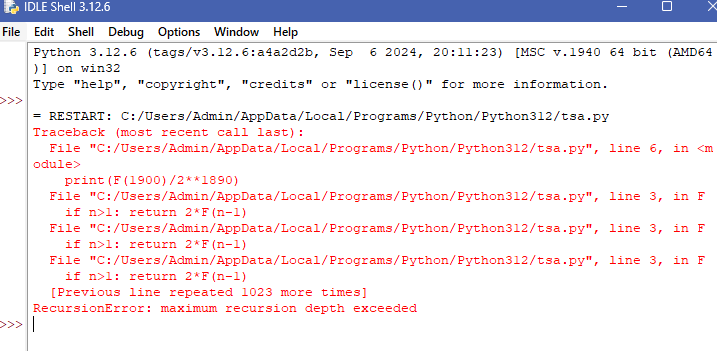 IDLE Shell 3.12.6
File Edit Shell Debug Options Window Help
Python 3.12.6 (tags/v3.12.6:a4a2d2b, Sep  6 2024, 20:11:23) [MSC v.1940 64 bit (AMD64
)] on win32
Type "help", "copyright", "credits" or "license()" for more information.
>>>
= RESTART: C:/Users/Admin/AppData/Local/Programs/Python/Python312/tsa.py
Traceback (most recent call last):
  File "C:/Users/Admin/AppData/Local/Programs/Python/Python312/tsa.py", line 6, in <m
odule>
    print(F(1900)/2**1890)
  File "C:/Users/Admin/AppData/Local/Programs/Python/Python312/tsa.py", line 3, in F
    if n>1: return 2*F(n-1)
  File "C:/Users/Admin/AppData/Local/Programs/Python/Python312/tsa.py", line 3, in F
    if n>1: return 2*F(n-1)
  File "C:/Users/Admin/AppData/Local/Programs/Python/Python312/tsa.py", line 3, in F
    if n>1: return 2*F(n-1)
  [Previous line repeated 1023 more times]
RecursionError: maximum recursion depth exceeded
>>>